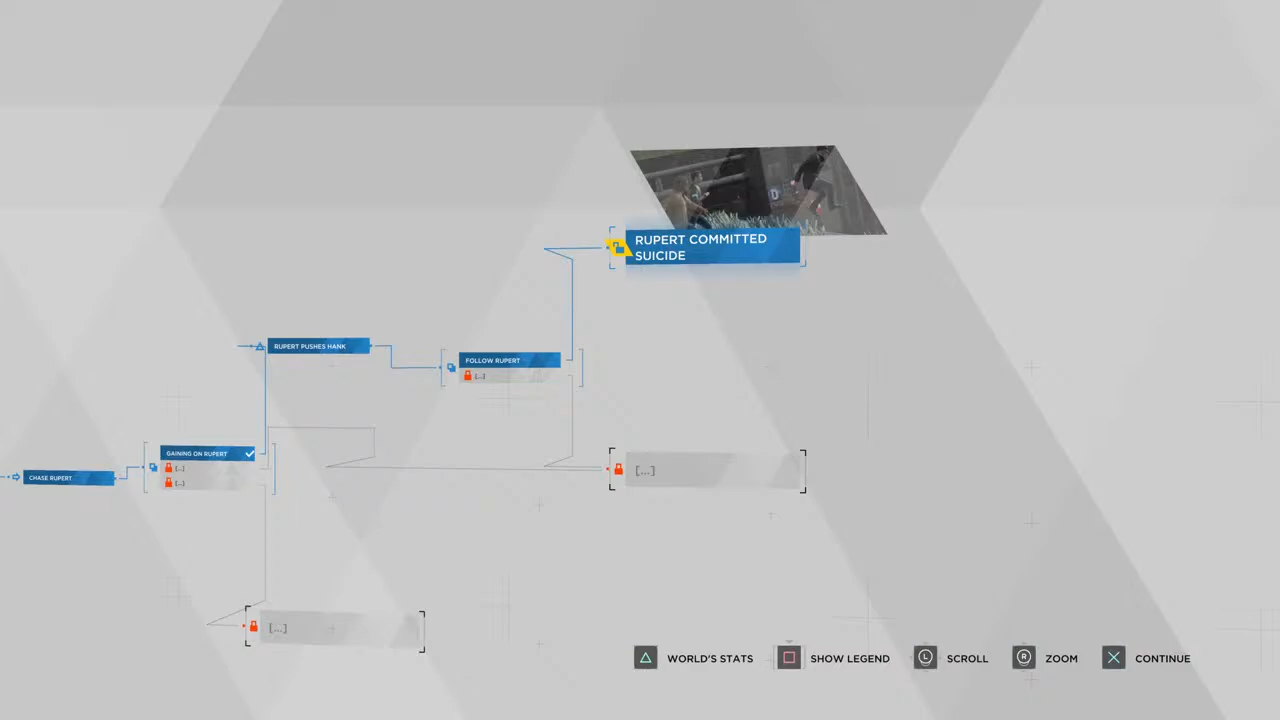 RUPERT COMMITTED
SUICIDE
RUPERT PUSHES HANK
FOLLOW RUPERT
[...]
GAINING ON RUPERT
[...]
[...]
CHASE RUPERT
[...]
[...]
WORLD'S STATS
SHOW LEGEND
L
SCROLL
R
ZOOM
CONTINUE